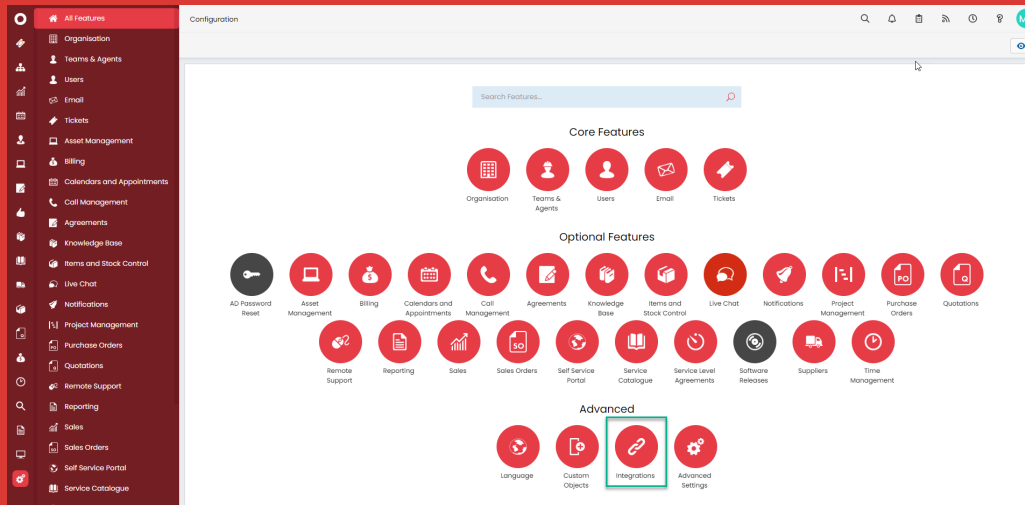 All Features
Organisation
Teams & Agents
Users
Email
Tickets
Asset Management
Billing
Calendars and Appointments
Call Management
Agreements
Knowledge Base
Items and Stock Control
Live Chat
Notifications
Project Management
Purchase Orders
Quotations
Remote Support
Reporting
Sales
Sales Orders
Self Service Portal
Service Catalogue
Configuration
Search Features...
Core Features
Organisation
Teams &
Agents
Users
Email
Tickets
Optional Features
AD Password
Reset
Asset
Management
Billing
Calendars and
Appointments
Call
Management
Agreements
Knowledge
Base
Items and
Stock Control
Live Chat
Notifications
Project
Management
PO
Purchase
Orders
Q
Quotations
Remote
Support
Reporting
Sales
SO
Sales Orders
Self Service
Portal
Service
Catalogue
Service Level
Agreements
Software
Releases
Suppliers
Time
Management
Advanced
Language
Custom
Objects
Integrations
Advanced
Settings